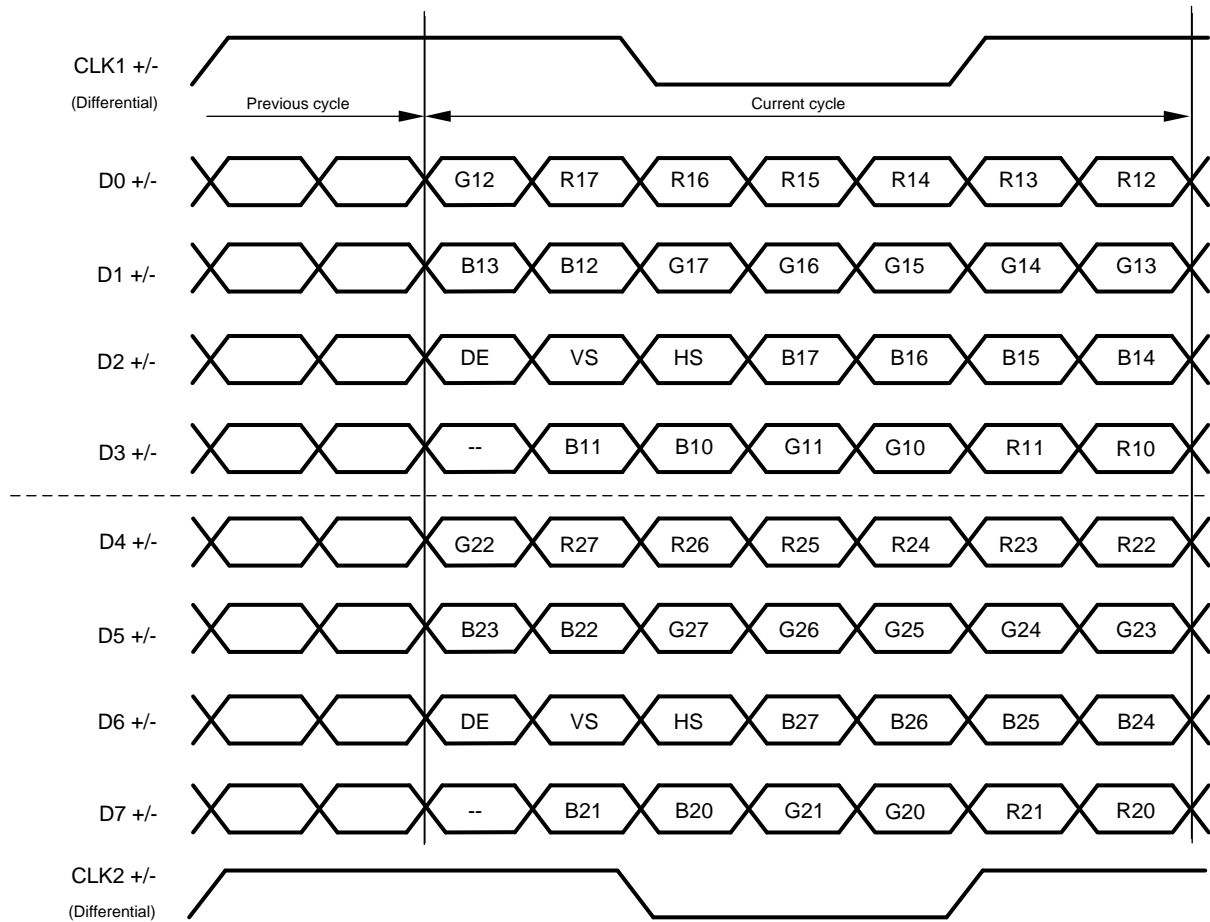 CLK1 +/-
(Differential)
Previous cycle Current cycle
D0 +/- G12 R17 R16 R15 R14 R13 R12
D1 +/- B13 B12 G17 G16 G15 G14 G13
D2 +/- DE VS HS B17 B16 B15 B14
D3 +/- -- B11 B10 G11 G10 R11 R10
D4 +/- G22 R27 R26 R25 R24 R23 R22
D5 +/- B23 B22 G27 G26 G25 G24 G23
D6 +/- DE VS HS B27 B26 B25 B24
D7 +/- -- B21 B20 G21 G20 R21 R20
CLK2 +/-
(Differential)